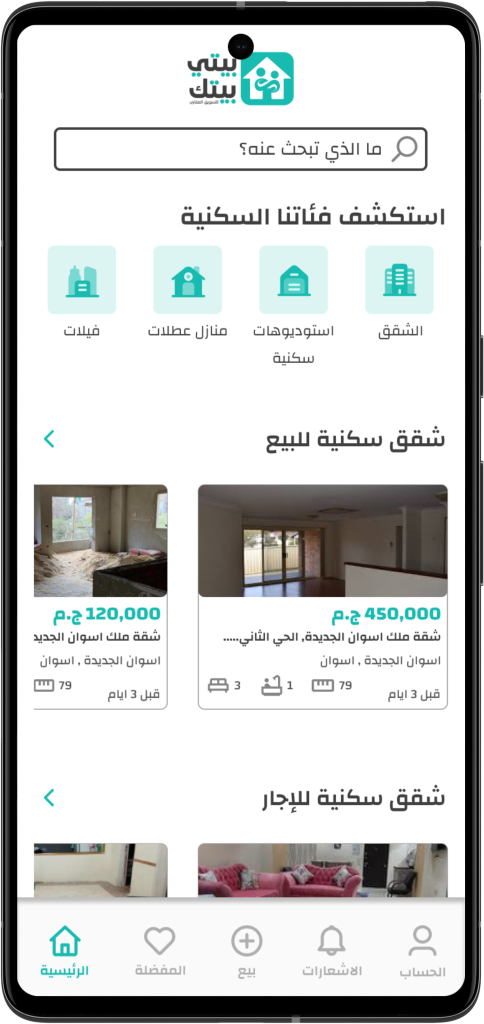 بيتي
بيتك
للتسويق العقاري
ما الذي تبحث عنه؟
استكشف فئاتنا السكنية
الشقق
استوديوهات
سكنية
منازل عطلات
فيلات
شقق سكنية للبيع
450,000 ج.م
شقة ملك اسوان الجديدة, الحي الثاني.....
اسوان الجديدة , اسوان
قبل 3 ايام
79
1
3
120,000 ج.م
شقة ملك اسوان الجديد
اسوان الجديدة , اسوان
قبل 3 ايام
79
شقق سكنية للإجار
الحساب
الاشعارات
بيع
المفضلة
الرئيسية